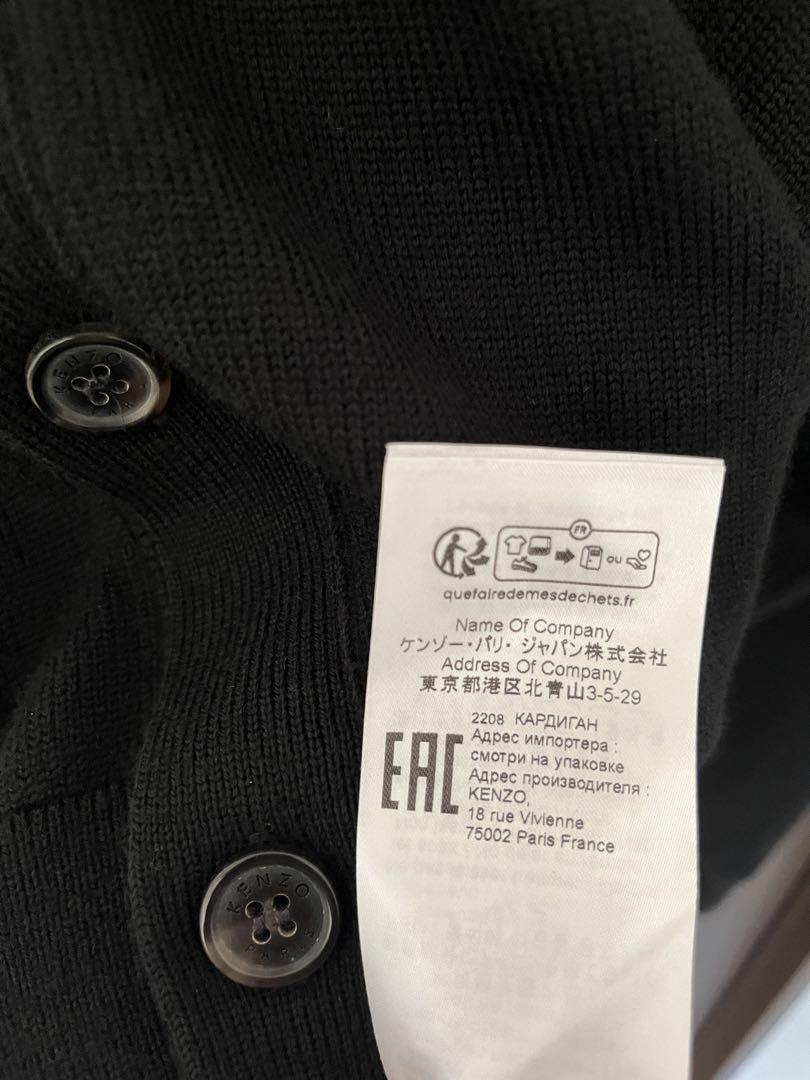 KENZO
FR
OU
quefairedemesdechets.fr
Name Of Company
ケンゾー・パリ・ジャパン株式会社
Address Of Company
東京都港区北青山3-5-29
EAC
2208 КАРДИГАН
Адрес импортера :
смотри на упаковке
Адрес производителя :
KENZO,
18 rue Vivienne
75002 Paris France
KENZO
PARIS